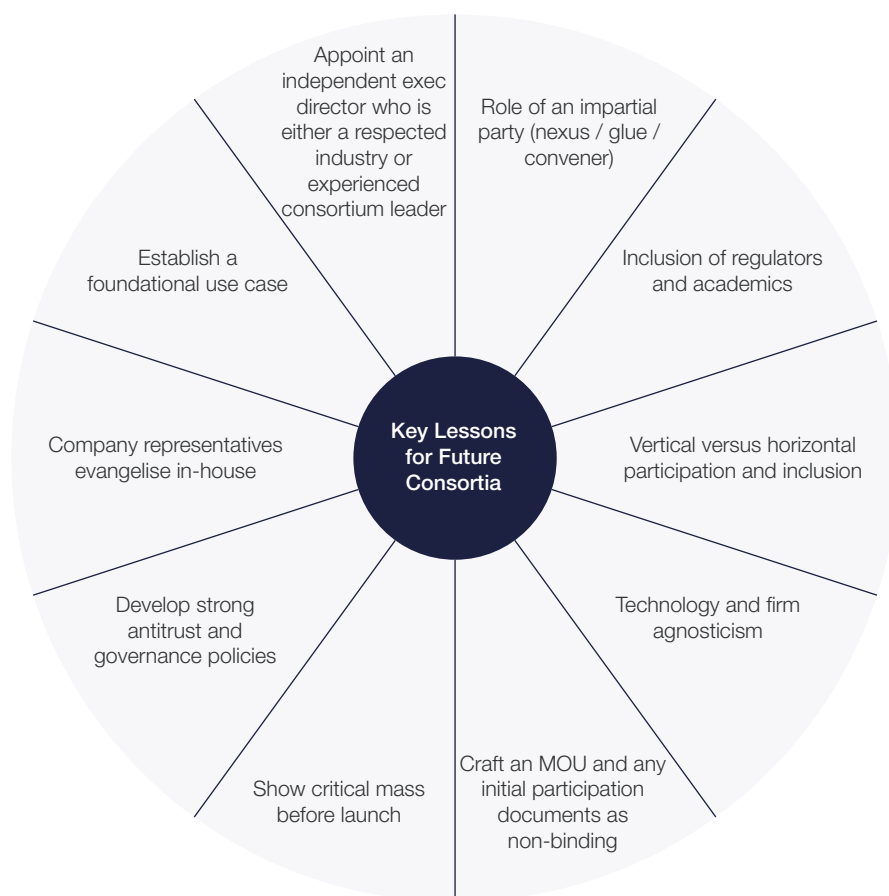 Appoint an
independent exec
director who is
either a respected
industry or
experienced
consortium leader
Role of an impartial
party (nexus / glue /
convener)
Inclusion of regulators
and academics
Vertical versus horizontal
participation and inclusion
Technology and firm
agnosticism
Craft an MOU and any
initial participation
documents as
non-binding
Show critical mass
before launch
Develop strong
antitrust and
governance policies
Company representatives
evangelise in-house
Establish a
foundational use case
Key Lessons
for Future
Consortia